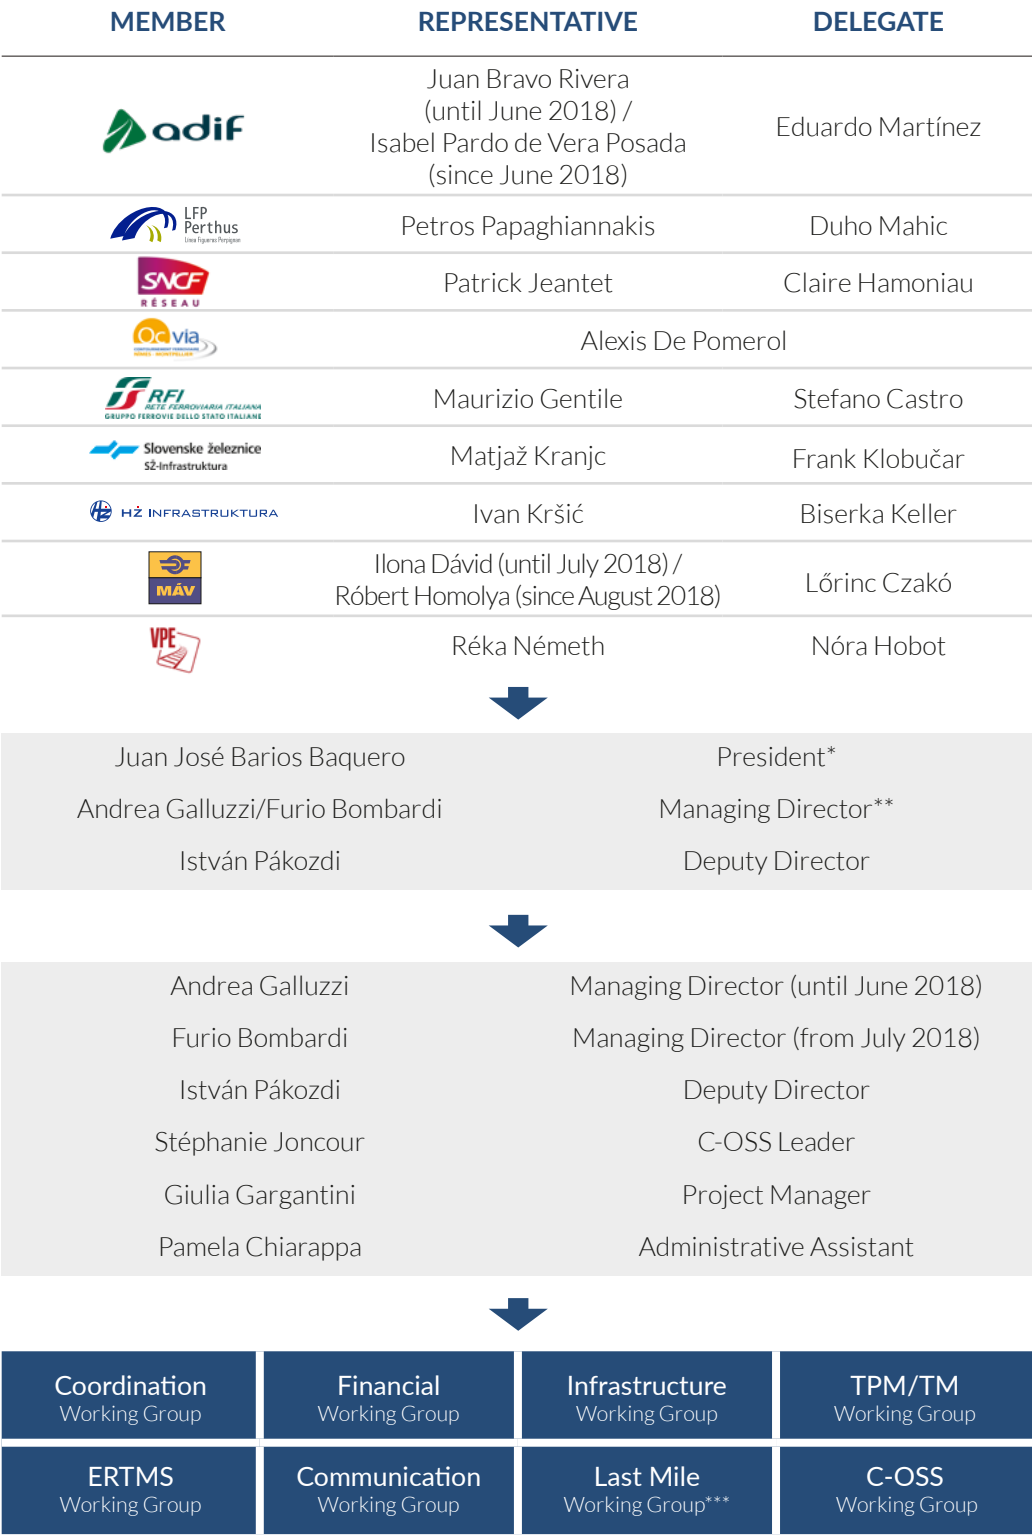 MEMBER REPRESENTATIVE DELEGATE
Juan Bravo Rivera
(until June 2018) /
Isabel Pardo de Vera Posada
(since June 2018)
adif
Eduardo Martínez
LFP
Perthus
Línea Figueras Perpignan
Petros Papaghiannakis Duho Mahic
SNCF
RÉSEAU
Patrick Jeantet Claire Hamoniau
Oc via
CONTOURNEMENT FERROVIAIRE
NÎMES - MONTPELLIER
Alexis De Pomerol
RFI
RETE FERROVIARIA ITALIANA
GRUPPO FERROVIE DELLO STATO ITALIANE
Maurizio Gentile Stefano Castro
Slovenske železnice
SŽ-Infrastruktura
Matjaž Kranjc Frank Klobučar
HŽ INFRASTRUKTURA Ivan Kršić Biserka Keller
MÁV
Ilona Dávid (until July 2018) /
Róbert Homolya (since August 2018)
Lőrinc Czakó
VPE
Réka Németh Nóra Hobot
Juan José Barios Baquero President*
Andrea Galluzzi/Furio Bombardi Managing Director**
István Pákozdi Deputy Director
Andrea Galluzzi Managing Director (until June 2018)
Furio Bombardi Managing Director (from July 2018)
István Pákozdi Deputy Director
Stéphanie Joncour C-OSS Leader
Giulia Gargantini Project Manager
Pamela Chiarappa Administrative Assistant
Coordination
Working Group
Financial
Working Group
Infrastructure
Working Group
TPM/TM
Working Group
ERTMS
Working Group
Communication
Working Group
Last Mile
Working Group***
C-OSS
Working Group